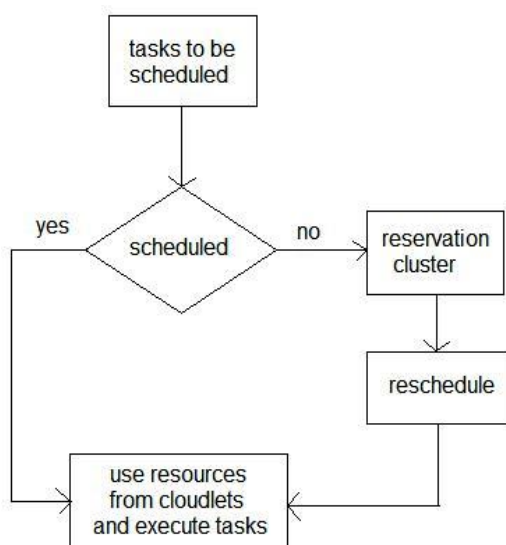 tasks to be
scheduled
yes
scheduled
no
reservation
cluster
reschedule
use resources
from cloudlets
and execute tasks